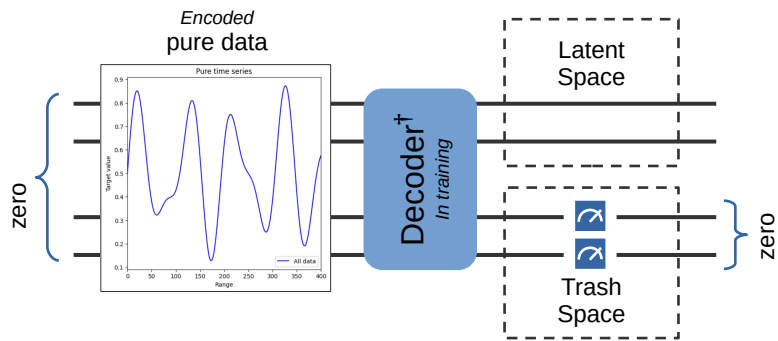 Encoded
pure data
Pure time series
0.9
0.8
0.7
0.6
0.5
0.4
0.3
0.2
0.1
Target value
0
50
100
150
200
250
300
350
400
Range
All data
zero
Decoder†
In training
Latent
Space
Trash
Space
zero